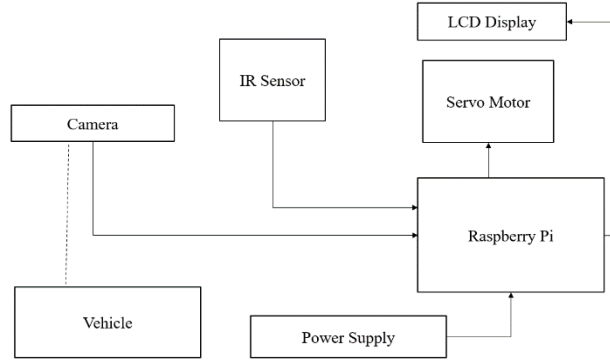 LCD Display
IR Sensor
Servo Motor
Camera
Raspberry Pi
Vehicle
Power Supply